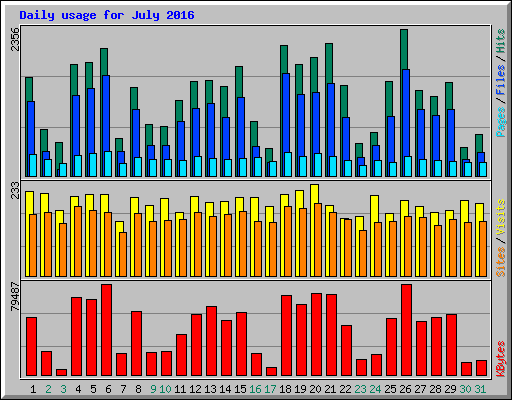 Daily usage for July 2016
2356
Pages / Files / Hits
233
Sites / Visits
79487
KBytes
1 2 3 4 5 6 7 8 9 10 11 12 13 14 15 16 17 18 19 20 21 22 23 24 25 26 27 28 29 30 31